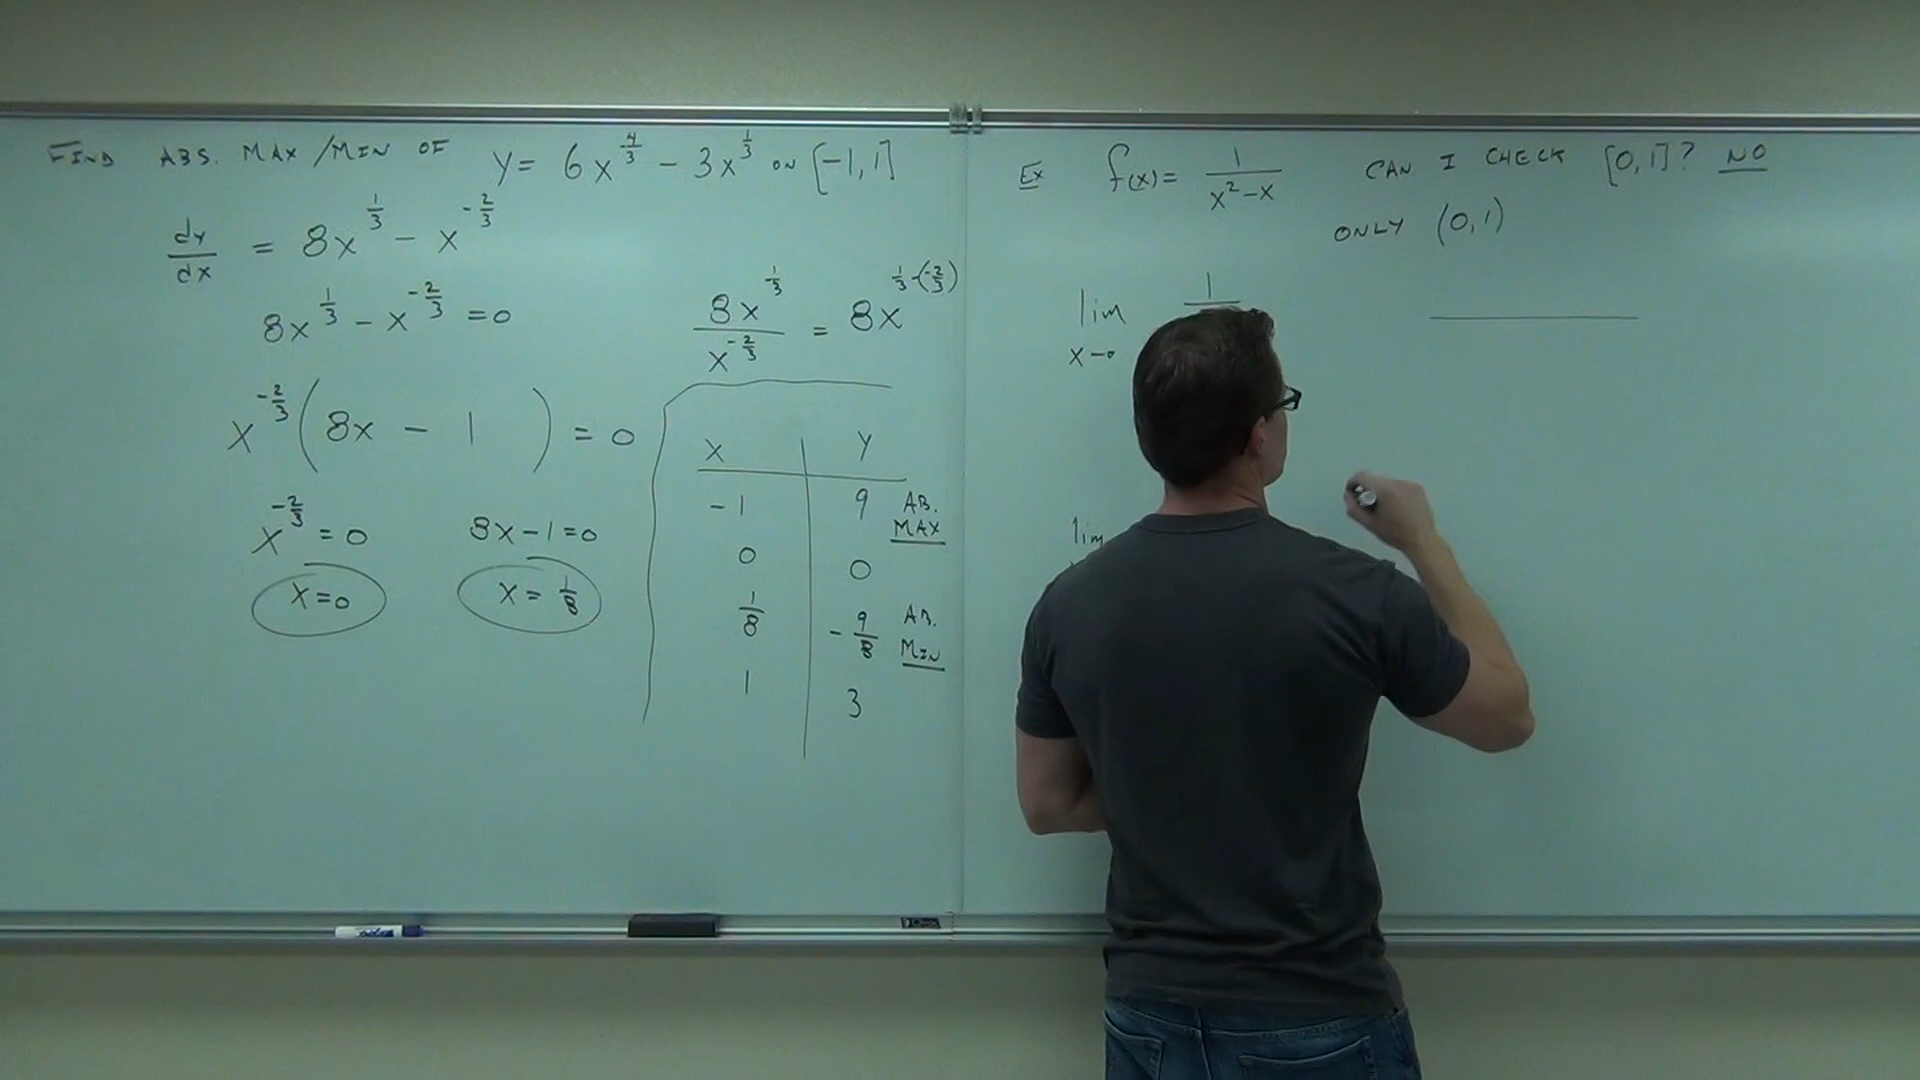 FIND ABS. MAX/MIN OF y = 6x^{4/3} - 3x^{1/3} ON [-1,1]
dy/dx = 8x^{1/3} - x^{-2/3}
8x^{1/3} - x^{-2/3} = 0
8x^{1/3} / x^{-2/3} = 8x^{1/3 - (-2/3)}
x^{-2/3} (8x - 1) = 0
x^{-2/3} = 0 8x - 1 = 0
x = 0 x = 1/8
x y
-1 9 AB. MAX
0 0
1/8 -9/8 AB. MIN
1 3
Ex f(x) = 1/(x^2 - x) CAN I CHECK [0,1]? NO
ONLY (0,1)
lim 1
x→
lim